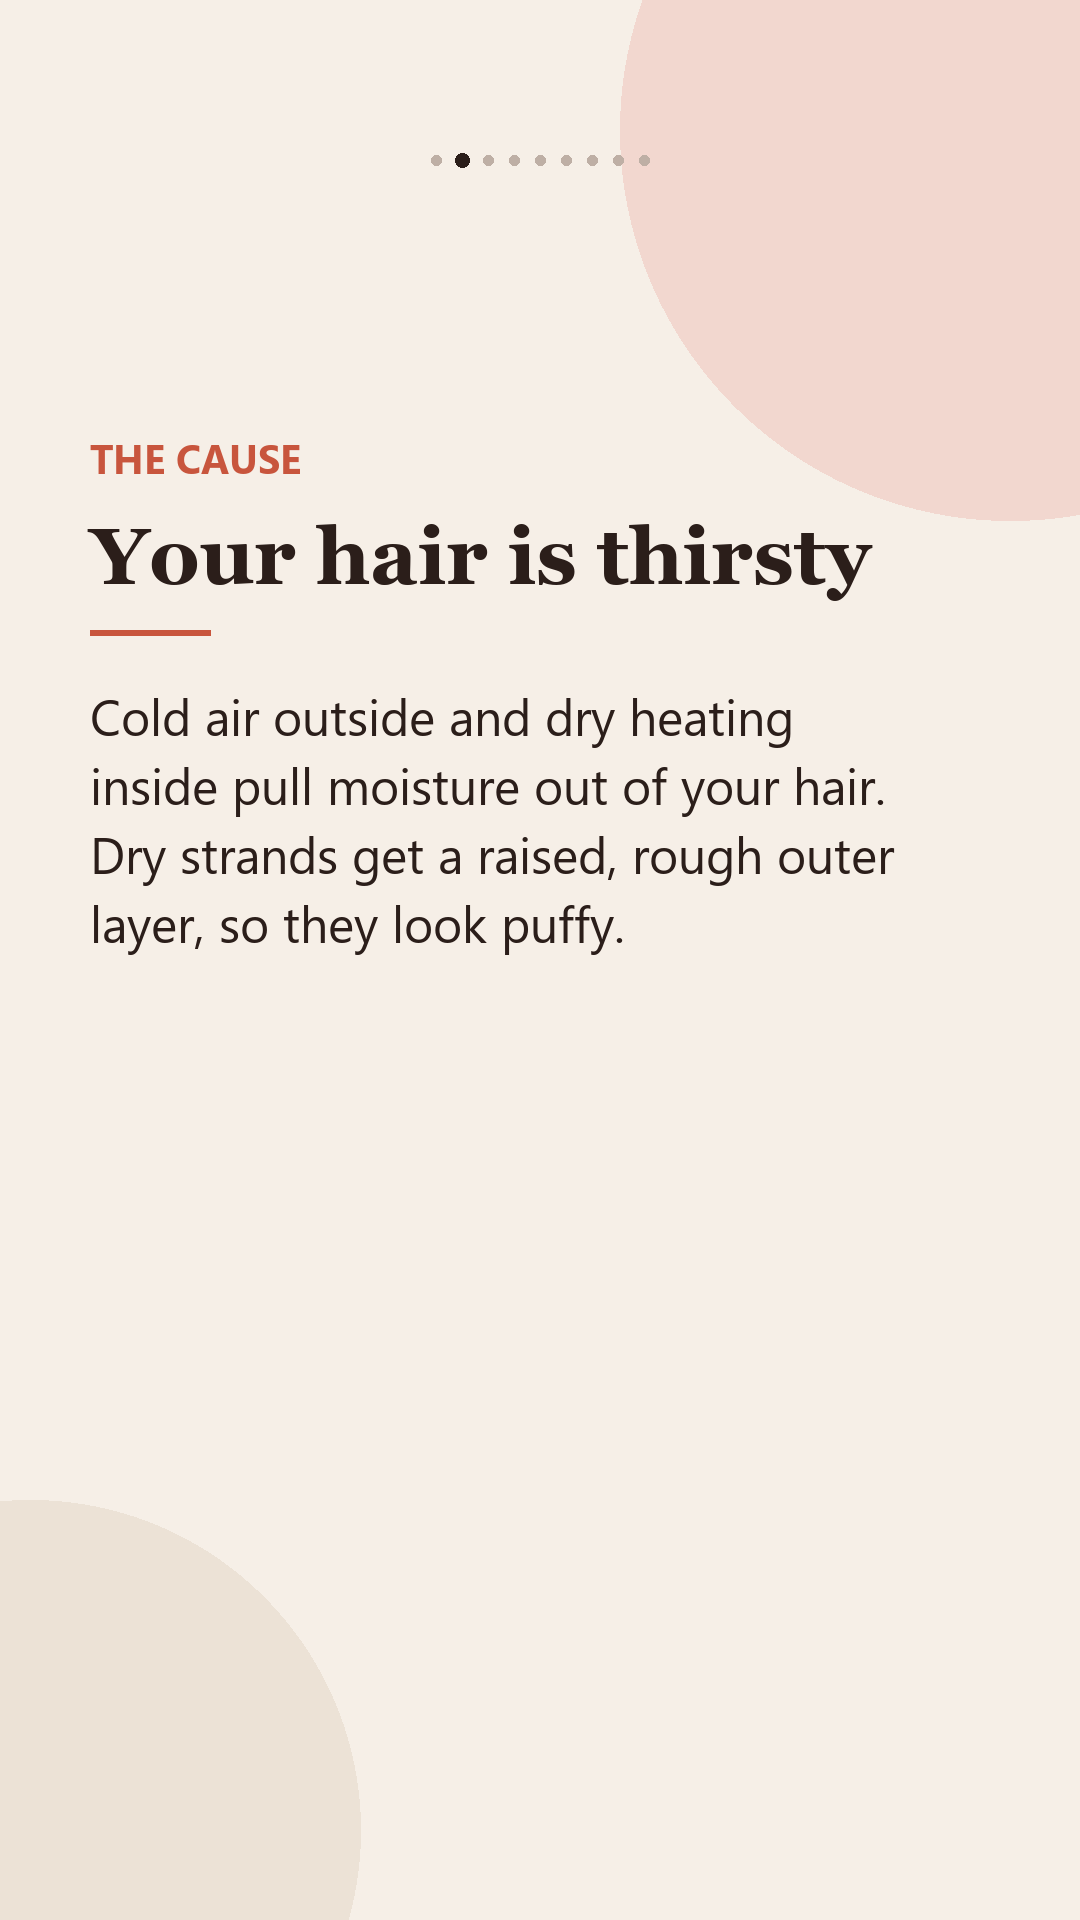 THE CAUSE
Your hair is thirsty
Cold air outside and dry heating
inside pull moisture out of your hair.
Dry strands get a raised, rough outer
layer, so they look puffy.